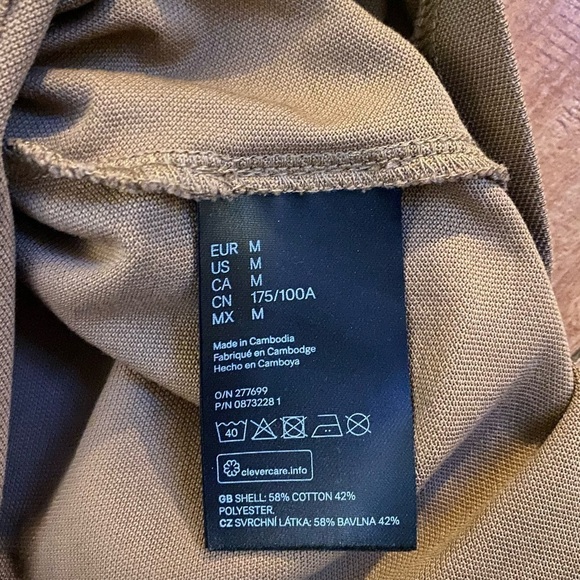 EUR M
US M
CA M
CN 175/100A
MX M
Made in Cambodia
Fabriqué en Cambodge
Hecho en Camboya
O/N 277699
P/N 0873228 1
40
clevercare.info
GB SHELL: 58% COTTON 42%
POLYESTER.
CZ SVRCHNÍ LÁTKA: 58% BAVLNA 42%